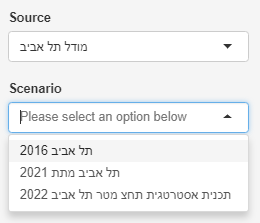 Source
מודל תל אביב
Scenario
Please select an option below
תל אביב 2016
תל אביב מתת 2021
תכנית אסטרטגית תחצ מטר תל אביב 2022